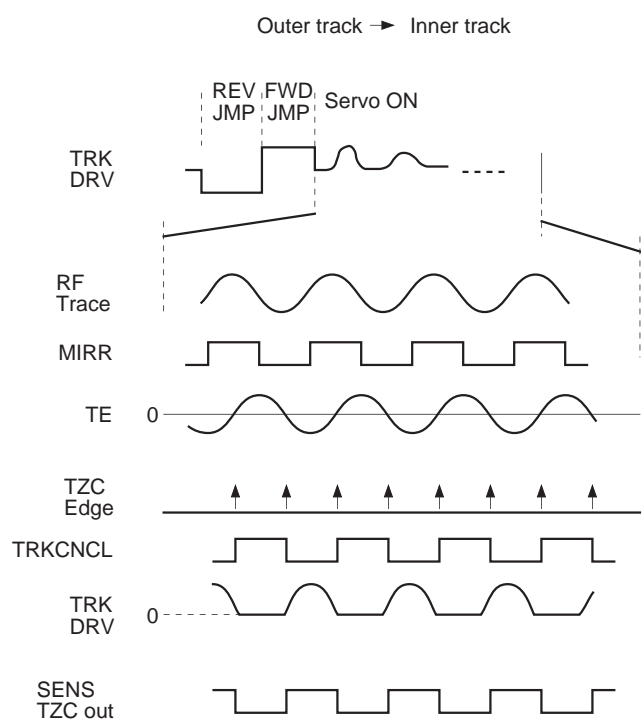 Outer track → Inner track
REV JMP FWD JMP Servo ON
TRK DRV
RF Trace
MIRR
TE 0
TZC Edge
TRKCNCL
TRK DRV 0
SENS TZC out